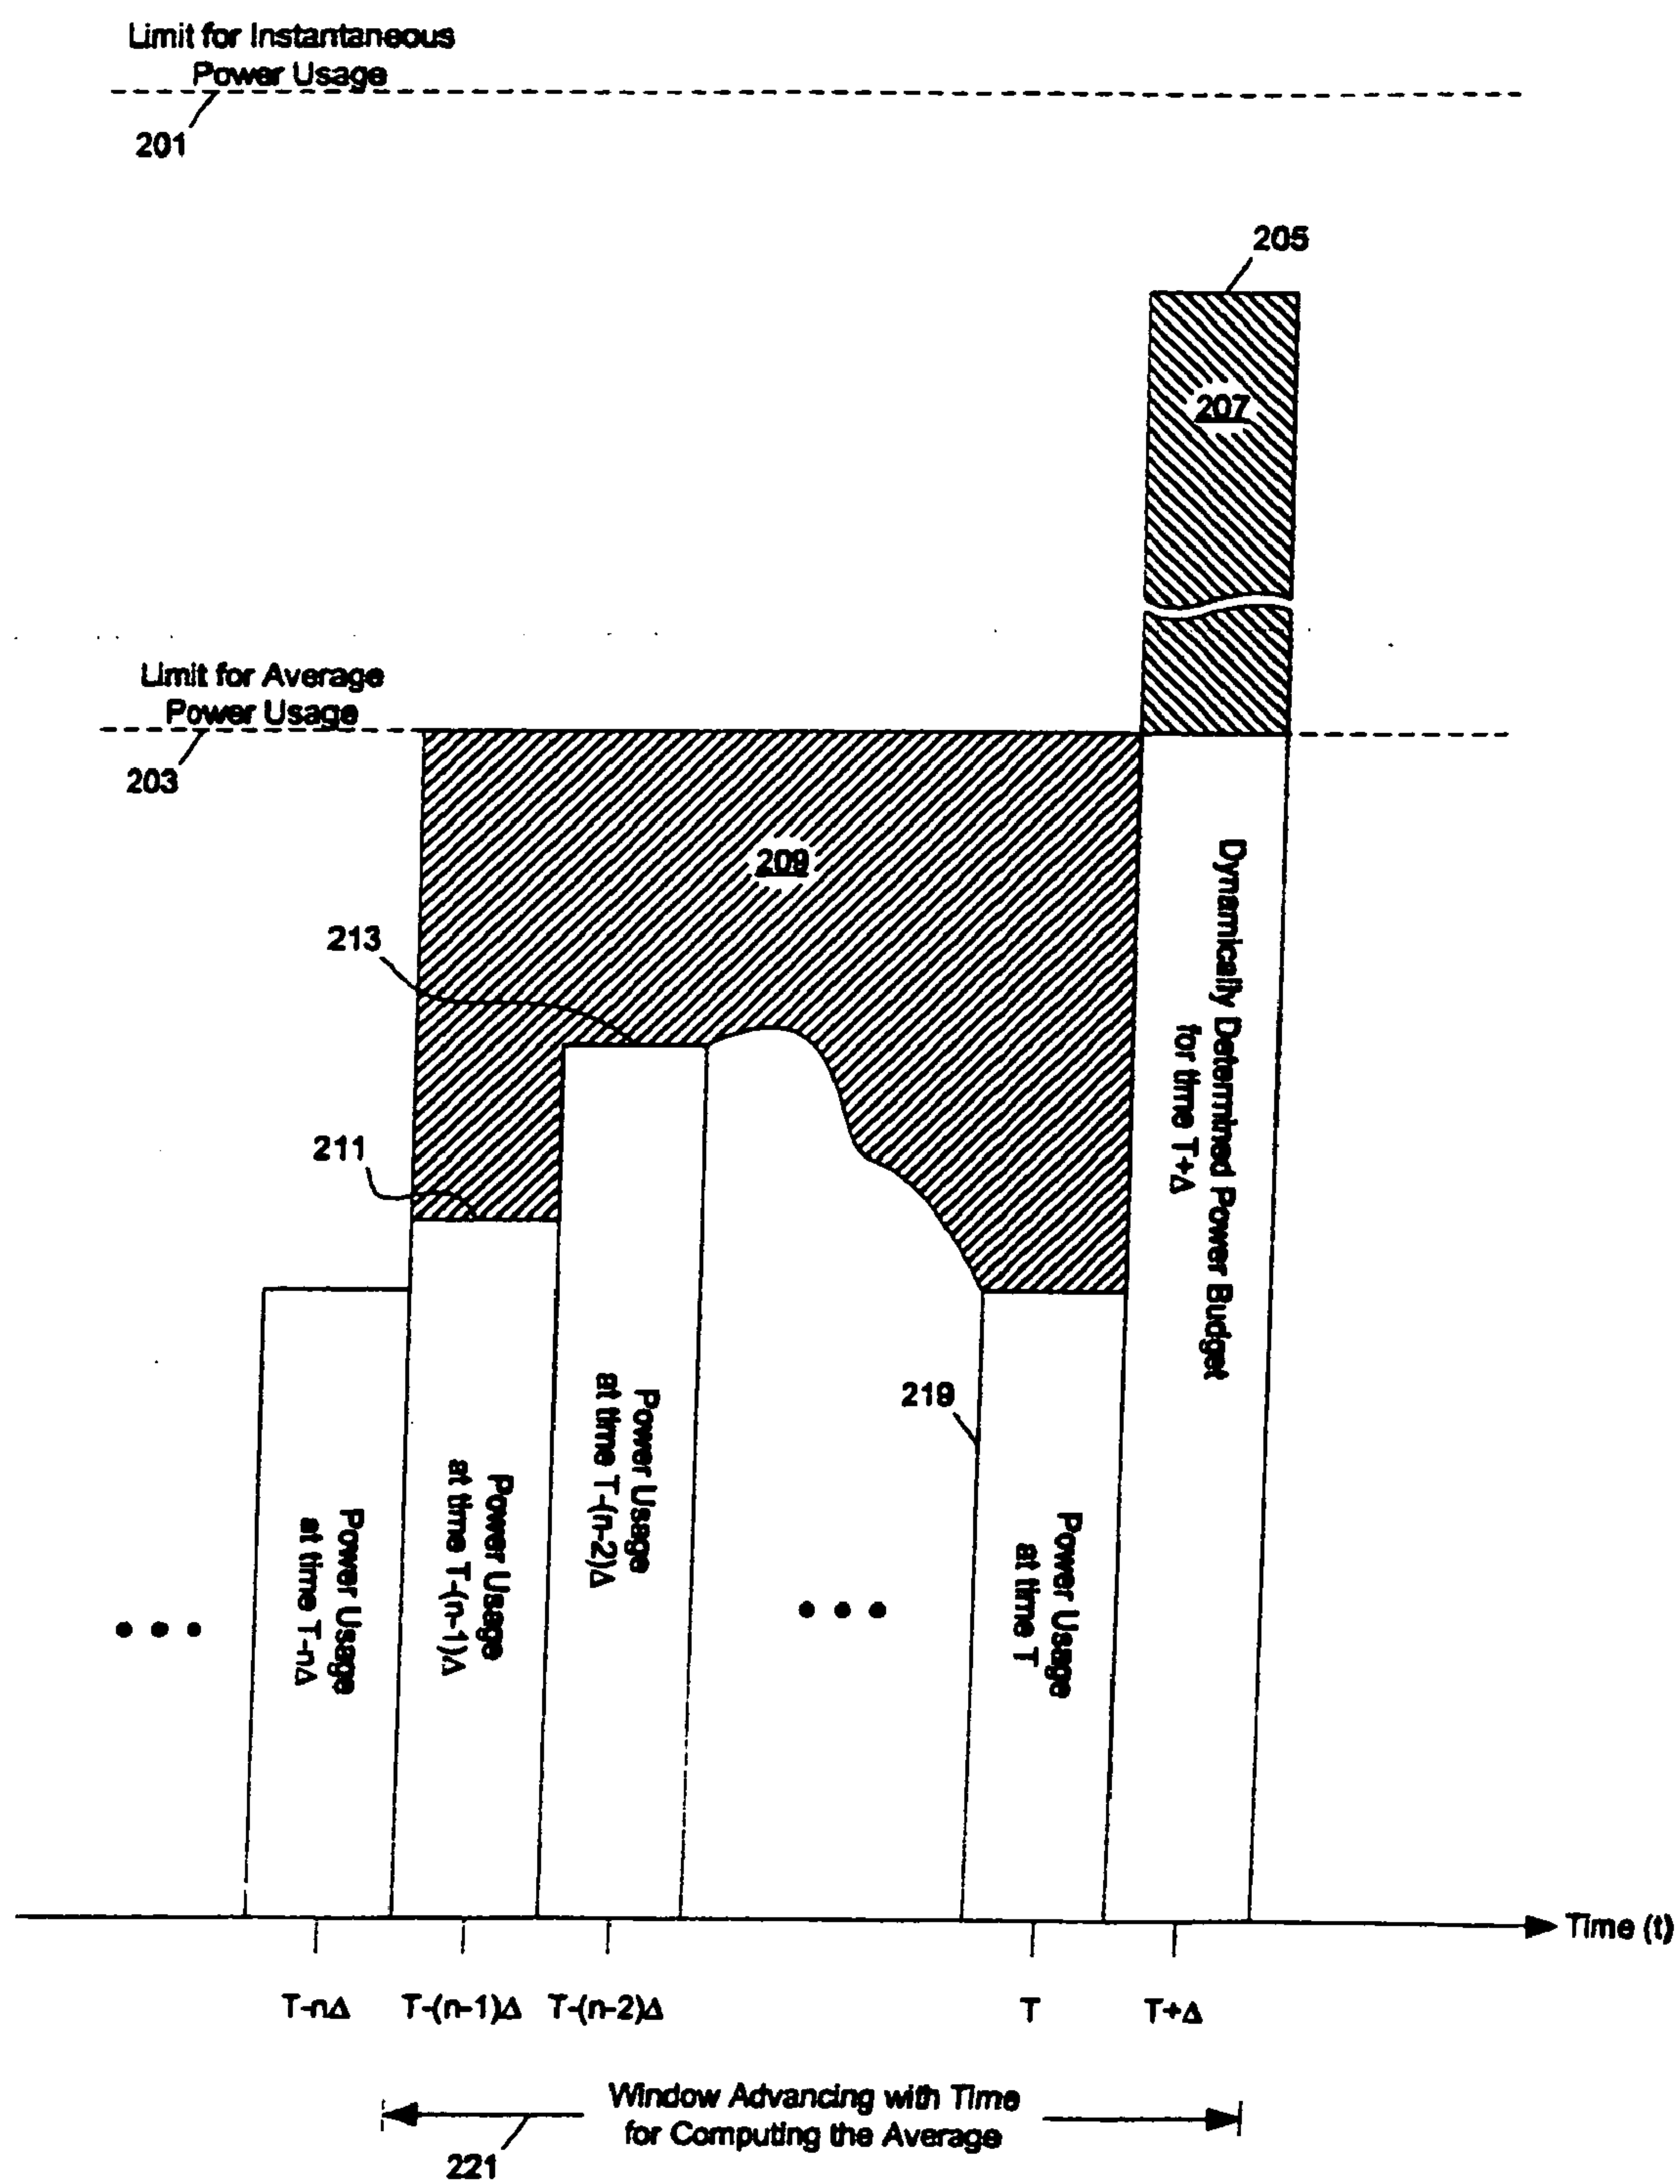 Limit for Instantaneous
Power Usage
201
205
207
Limit for Average
Power Usage
203
209
213
211
Dynamically Determined Power Budget
for time T+Δ
219
Power Usage
at time T-nΔ
Power Usage
at time T-(n-1)Δ
Power Usage
at time T-(n-2)Δ
Power Usage
at time T
Time (t)
T-nΔ
T-(n-1)Δ
T-(n-2)Δ
T
T+Δ
Window Advancing with Time
for Computing the Average
221